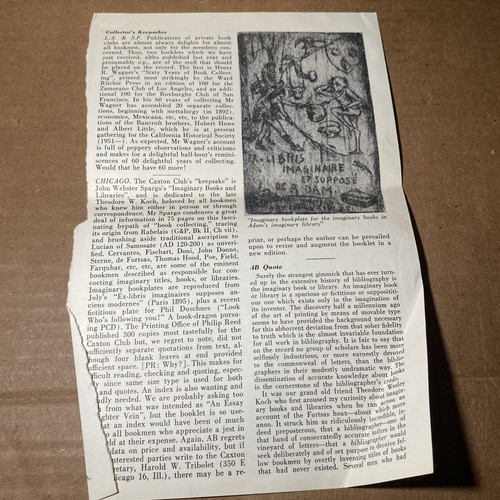 Collector's Keepsakes
L.A. & S.F. Publications of private book
clubs are almost always delights for almost
all bookmen, not only for the members con-
cerned. Thus, two booklets which we have
just received, altho published last year and
presumably o.p., are of the stuff that should
be placed on the record. The first is Henry
R. Wagner's "Sixty Years of Book Collect-
ing", printed most strikingly by the Ward
Ritchie Press in an edition of 100 for the
Zamorano Club of Los Angeles, and an ad-
ditional 100 for the Roxburghe Club of San
Francisco. In his 60 years of collecting Mr
Wagner has assembled 20 separate collec-
tions, beginning with metallurgy (in 1892),
economics, Mexicana, etc, etc, to the publica-
tions of the Bancroft brothers, Hubert Howe
and Albert Little, which he is at present
gathering for the California Historical Society
(1951—). As expected, Mr Wagner's account
is full of peppery observations and criticisms
and makes for a delightful half-hour's reminis-
cences of 60 delightful years of collecting.
Would that he have 60 more!
CHICAGO. The Caxton Club's "keepsake" is
John Webster Spargo's "Imaginary Books and
Libraries", and is dedicated to the late
Theodore W. Koch, beloved by all bookmen
who knew him either in person or through
correspondence. Mr Spargo condenses a great
deal of information in 75 pages on this fasci-
nating bypath of "book collecting," tracing
its origin from Rabelais (G&P, Bk II, Ch vii),
and brushing aside traditional ascription to
Lucian of Samosate (AD 120-200) as unveri-
fied. Cervantes, Fischart, Doni, John Donne,
Sterne, de Fortsas, Thomas Hood, Poe, Field,
Farquhar, etc, etc, are some of the eminent
bookmen described as responsible for con-
cocting imaginary titles, books, or libraries.
Imaginary bookplates are reproduced from
Joly's "Ex-libris imaginaires supposes an-
ciens modernes" (Paris 1895), plus a recent
fictitious plate for Phil Duschnes ("Look
Who's following you!" A book-dragon pursu-
ing PCD). The Printing Office of Philip Reed
published 300 copies most tastefully for the
Caxton Club but, we regret to note, did not
sufficiently separate quotations from text, al-
though four blank leaves at end provided
sufficient space. [PR: Why?]. This makes for
difficult reading, checking and quoting, espec-
since same size type is used for both
and quotes. An index is also wanting and
needed. We are probably asking too
from what was intended as "An Essay
Lighter Vein", but the booklet is so use-
at an index would have been of much
all bookmen who appreciate a jest in
at their expense. Again, AB regrets
data on price and availability, but if
interested parties write to the Caxton
Secretary, Harold W. Tribolet (350 E
Chicago 16, Ill.), there may be a re-
EX-LIBRIS
IMAGINAIRE
ET SUPPOSÉ
D'ADAM
"Imaginary bookplate for the imaginary books in
Adam's imaginary library"
print, or perhaps the author can be prevailed
upon to revise and augment the booklet in a
new edition.
AB Quote
Surely the strangest gimmick that has ever turn-
ed up in the extensive history of bibliography is
the imaginary book or library. An imaginary book
or library is a spurious or fictitious or suppositi-
ous one which exists only in the imagination of
its inventor. The discovery half a millennium ago
of the art of printing by means of movable type
seems to have provided the background necessary
for this abhorrent deviation from that sober fidelity
to truth which is the almost invariable foundation
for all work in bibliography. It is fair to say that
on the record no group of scholars has been more
selflessly industrious, or more earnestly devoted
to the commonweal of letters, than the biblio-
graphers in their modestly undramatic way. The
dissemination of accurate knowledge about books
is the cornerstone of the bibliographer's credo.
It was our grand old friend Theodore Wesley
Koch who first aroused my curiosity about imagin-
ary books and libraries when he ran across an
account of the Fortsas hoax—about which more
anon. It struck him as ridiculously incredible, in-
deed preposterous, that a bibliographer—one of
that band of consecratedly accurate toilers in the
vineyard of letters—that a bibliographer would
seek deliberately and of set purpose to deceive fel-
low bookmen by overtly inventing titles of books
that had never existed. Several men who had